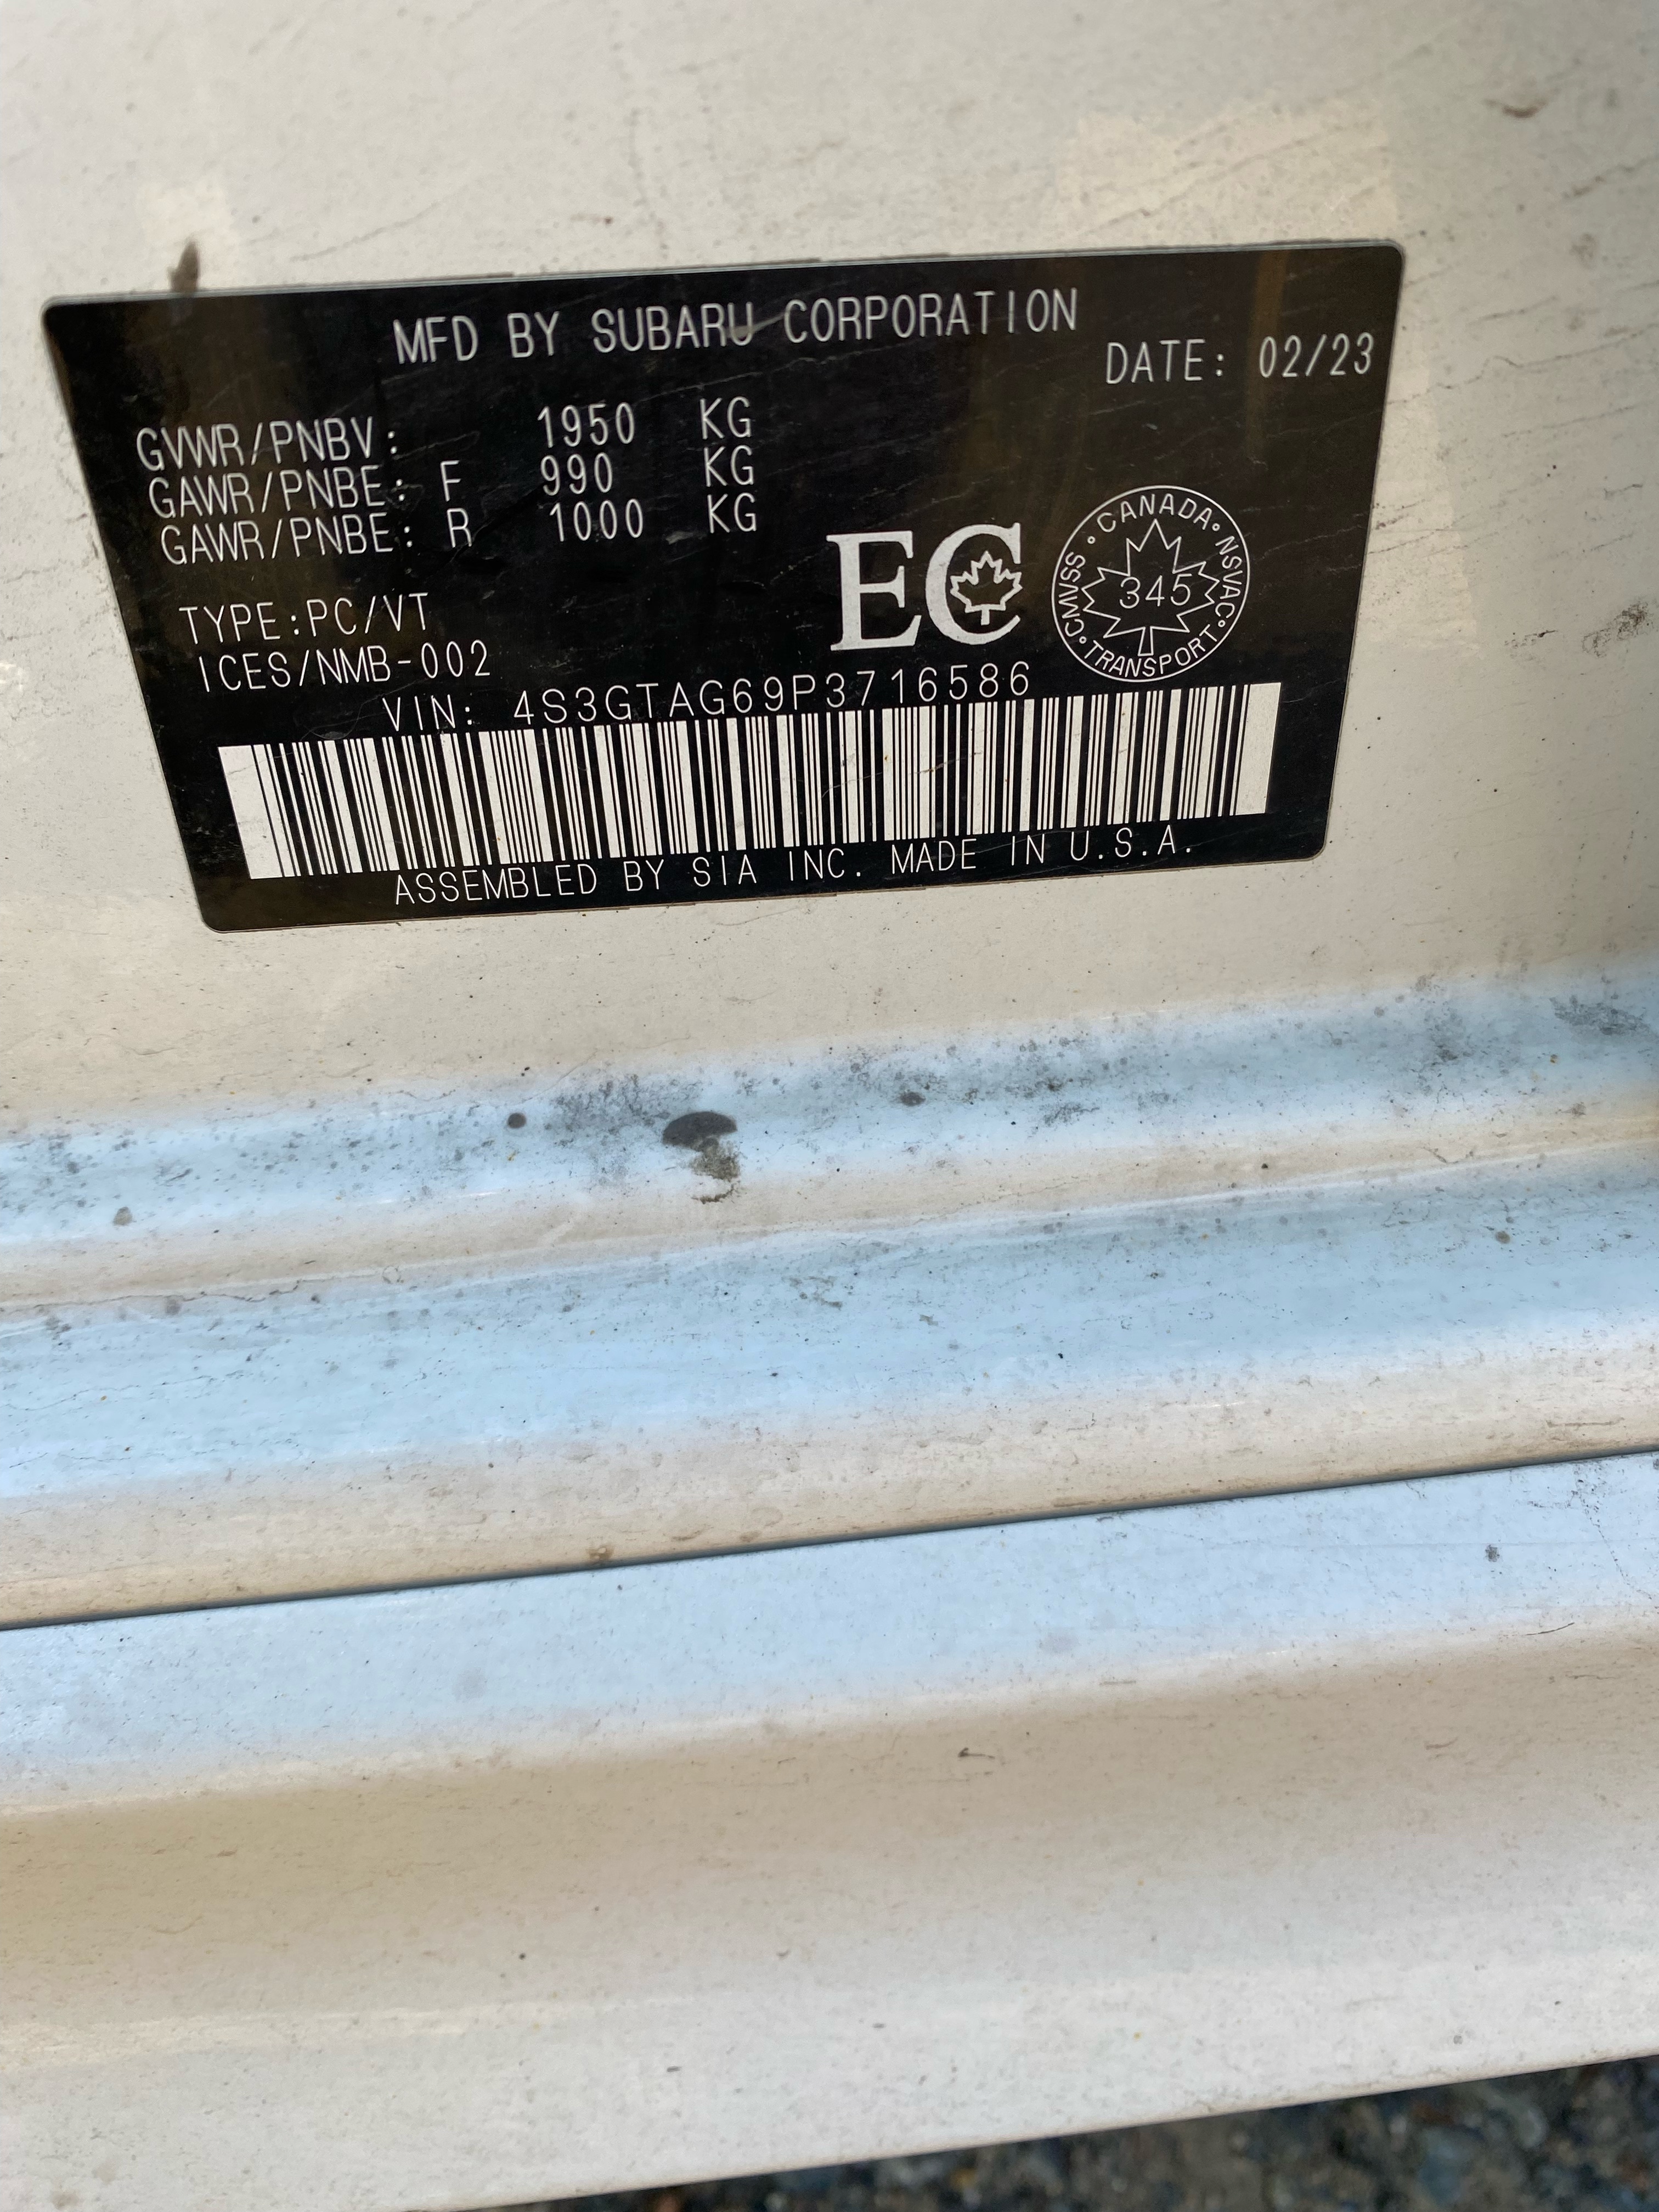 MFD BY SUBARU CORPORATION
DATE: 02/23
GVWR/PNBV: 1950 KG
GAWR/PNBE: F 990 KG
GAWR/PNBE: R 1000 KG
TYPE:PC/VT
ICES/NMB-002
EC
CANADA
NSVAC
TRANSPORT
CMVSS
345
VIN: 4S3GTAG69P3716586
ASSEMBLED BY SIA INC. MADE IN U.S.A.